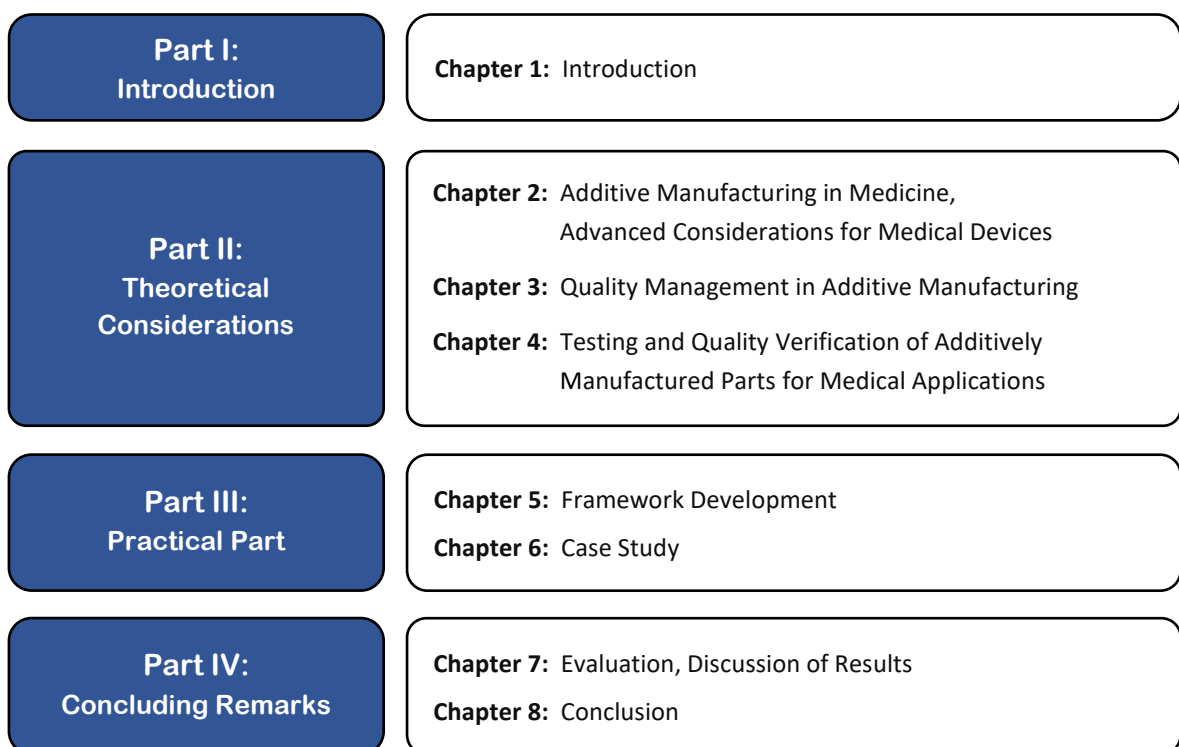 Part I:
Introduction
Chapter 1: Introduction
Part II:
Theoretical
Considerations
Chapter 2: Additive Manufacturing in Medicine,
Advanced Considerations for Medical Devices
Chapter 3: Quality Management in Additive Manufacturing
Chapter 4: Testing and Quality Verification of Additively
Manufactured Parts for Medical Applications
Part III:
Practical Part
Chapter 5: Framework Development
Chapter 6: Case Study
Part IV:
Concluding Remarks
Chapter 7: Evaluation, Discussion of Results
Chapter 8: Conclusion